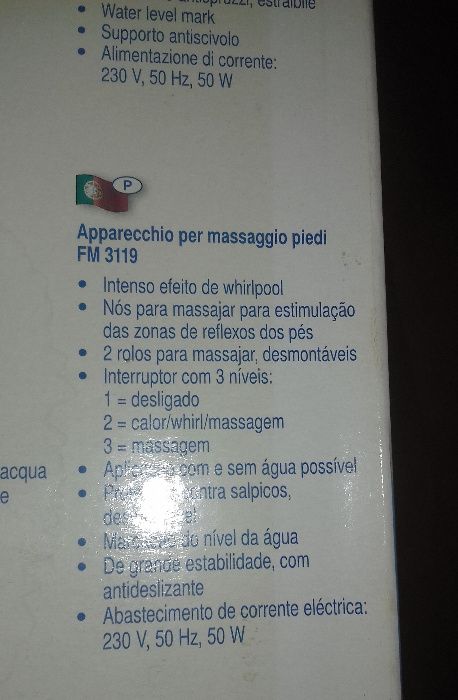 estraibile
Water level mark
Supporto antiscivolo
Alimentazione di corrente:
230 V, 50 Hz, 50 W
P
Apparecchio per massaggio piedi
FM 3119
Intenso efeito de whirlpool
Nós para massajar para estimulação
das zonas de reflexos dos pés
2 rolos para massajar, desmontáveis
Interruptor com 3 níveis:
1 = desligado
2 = calor/whirl/massagem
3 = massagem
acqua
e
com e sem água possível
contra salpicos,
do nível da água
De grande estabilidade, com
antideslizante
Abastecimento de corrente eléctrica:
230 V, 50 Hz, 50 W